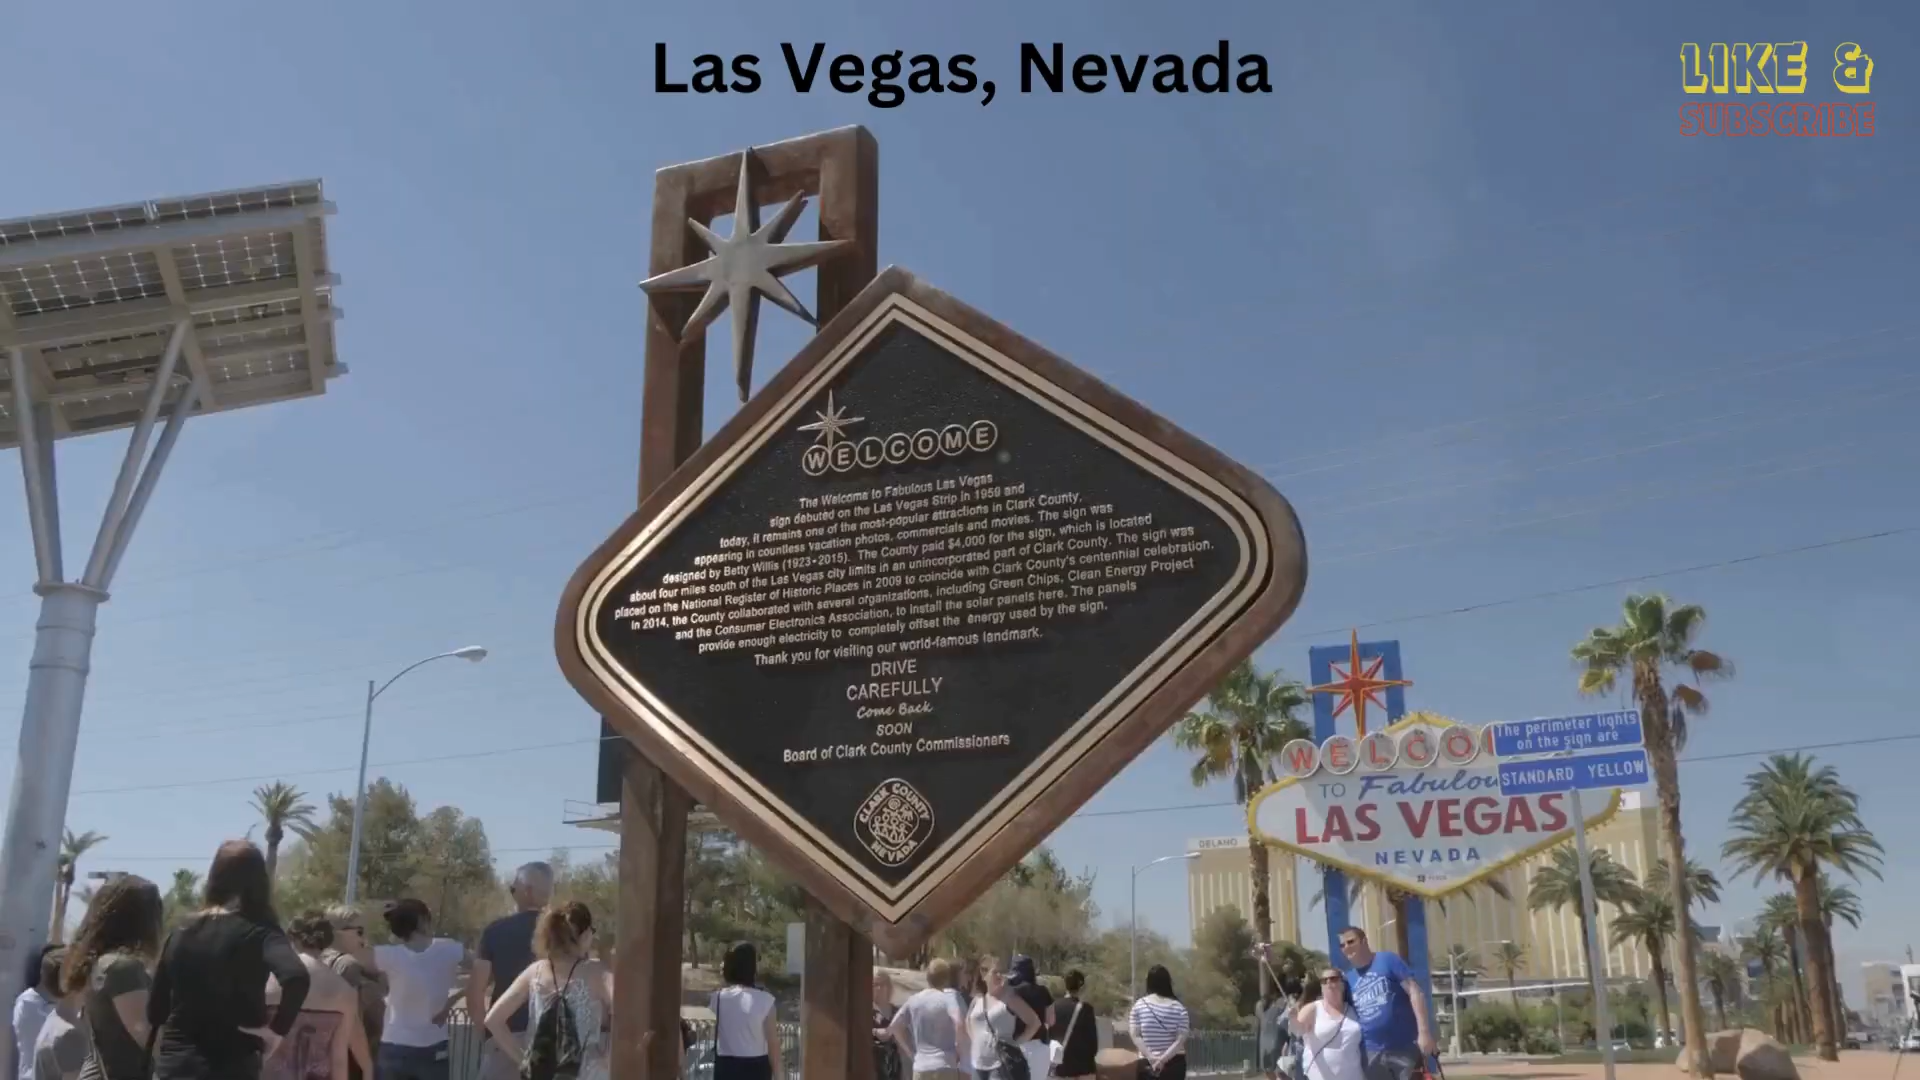 Las Vegas, Nevada
LIKE &
SUBSCRIBE
WELCOME
The Welcome to Fabulous Las Vegas
sign debuted on the Las Vegas Strip in 1959 and
today, it remains one of the most-popular attractions in Clark County,
appearing in countless vacation photos, commercials and movies. The sign was
designed by Betty Willis (1923-2015). The County paid $4,000 for the sign, which is located
about four miles south of the Las Vegas city limits in an unincorporated part of Clark County. The sign was
placed on the National Register of Historic Places in 2009 to coincide with Clark County's centennial celebration.
In 2014, the County collaborated with several organizations, including Green Chips, Clean Energy Project
and the Consumer Electronics Association, to install the solar panels here. The panels
provide enough electricity to completely offset the energy used by the sign.
Thank you for visiting our world-famous landmark.
DRIVE
CAREFULLY
Come Back
SOON
Board of Clark County Commissioners
CLARK COUNTY
NEVADA
The perimeter lights
on the sign are
STANDARD YELLOW
WELCO
TO Fabulou
LAS VEGAS
NEVADA
DELANO